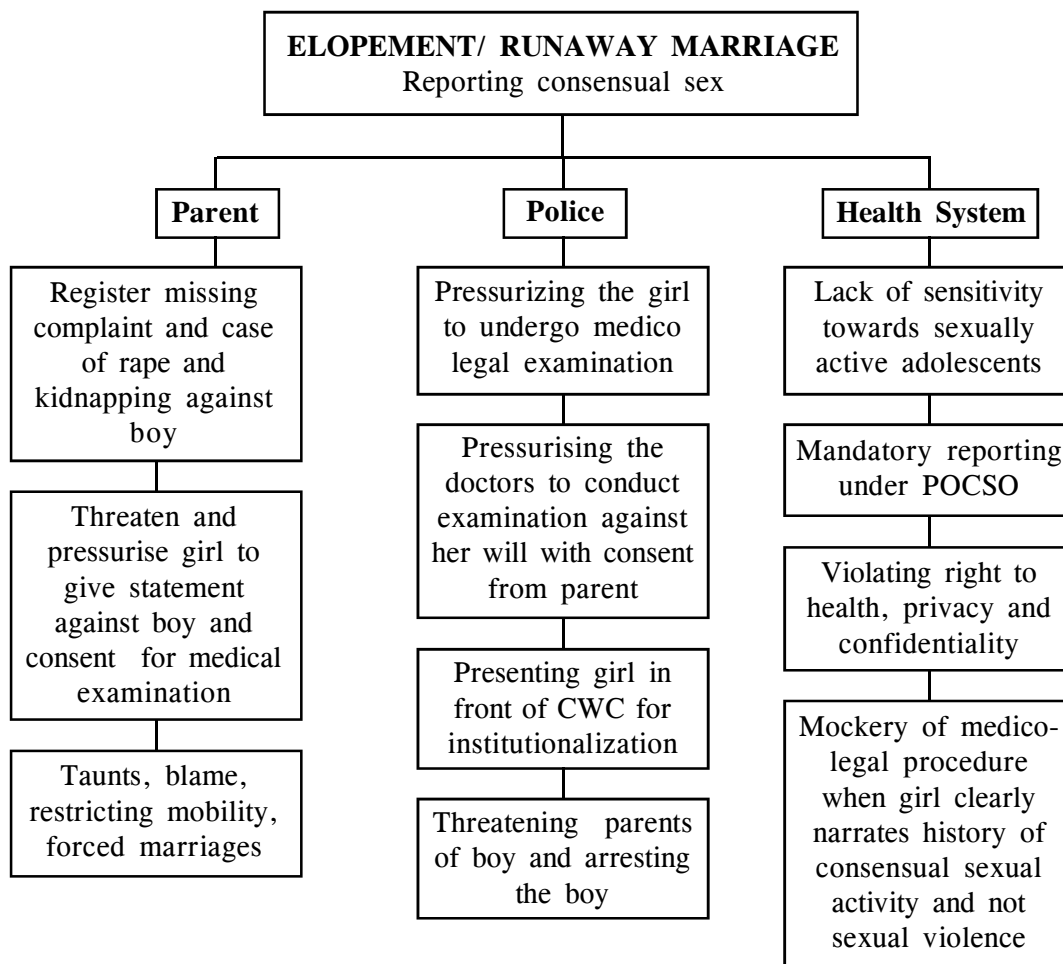 ELOPEMENT/ RUNAWAY MARRIAGE
Reporting consensual sex
Parent
Register missing
complaint and case
of rape and
kidnapping against
boy
Threaten and
pressurise girl to
give statement
against boy and
consent for medical
examination
Taunts, blame,
restricting mobility,
forced marriages
Police
Pressurizing the girl
to undergo medico
legal examination
Pressurising the
doctors to conduct
examination against
her will with consent
from parent
Presenting girl in
front of CWC for
institutionalization
Threatening parents
of boy and arresting
the boy
Health System
Lack of sensitivity
towards sexually
active adolescents
Mandatory reporting
under POCSO
Violating right to
health, privacy and
confidentiality
Mockery of medico-
legal procedure
when girl clearly
narrates history of
consensual sexual
activity and not
sexual violence